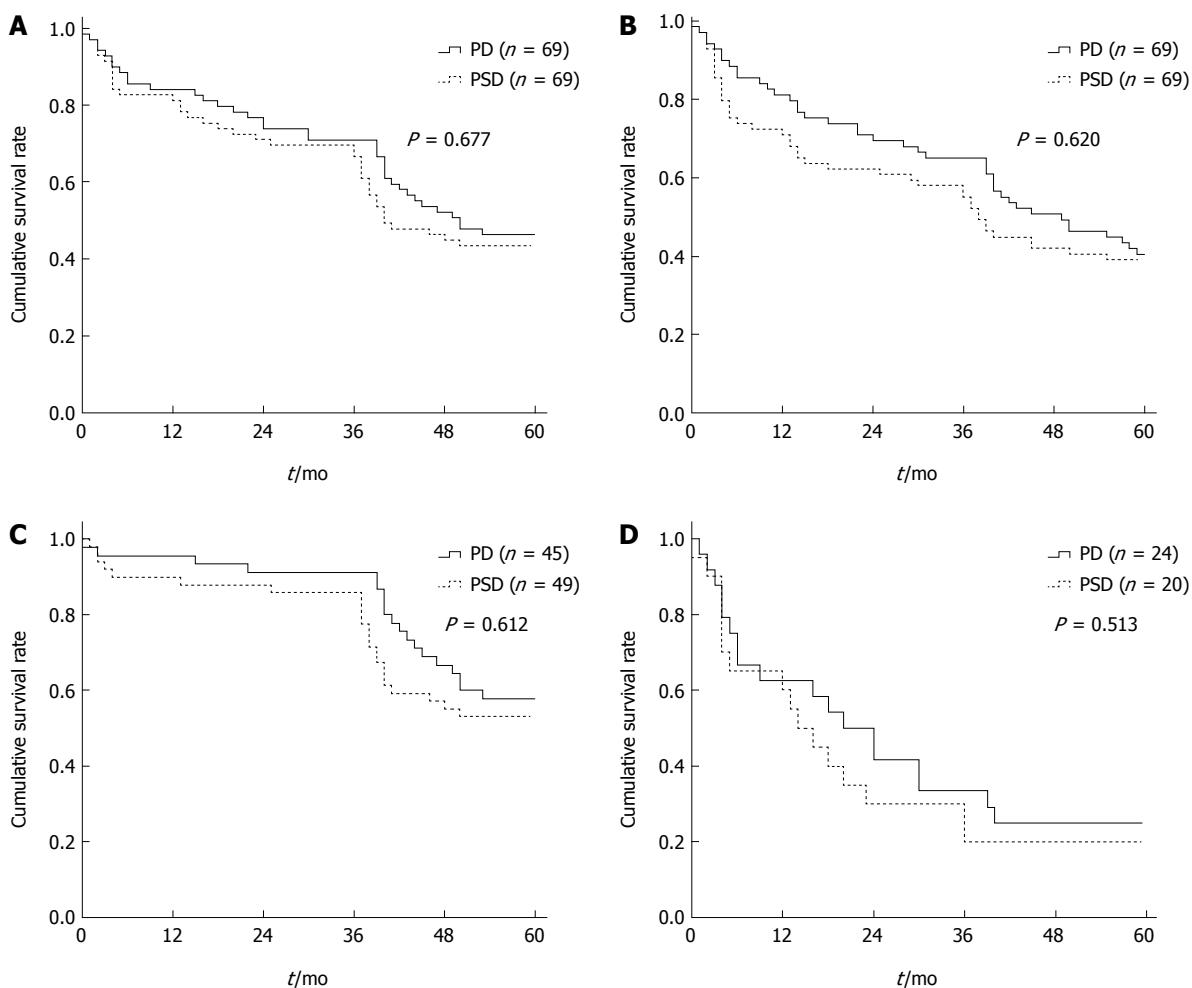 A
Cumulative survival rate
1.0
0.8
0.6
0.4
0.2
0.0
PD (n = 69)
PSD (n = 69)
P = 0.677
0 12 24 36 48 60
t/mo
B
Cumulative survival rate
1.0
0.8
0.6
0.4
0.2
0.0
PD (n = 69)
PSD (n = 69)
P = 0.620
0 12 24 36 48 60
t/mo
C
Cumulative survival rate
1.0
0.8
0.6
0.4
0.2
0.0
PD (n = 45)
PSD (n = 49)
P = 0.612
0 12 24 36 48 60
t/mo
D
Cumulative survival rate
1.0
0.8
0.6
0.4
0.2
0.0
PD (n = 24)
PSD (n = 20)
P = 0.513
0 12 24 36 48 60
t/mo